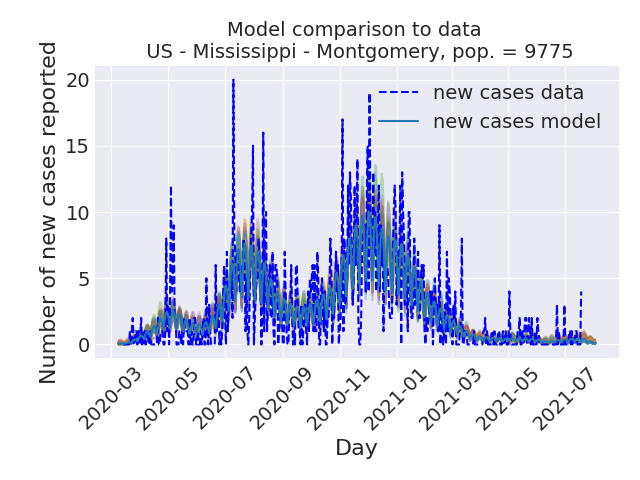 Model comparison to data
US - Mississippi - Montgomery, pop. = 9775
Number of new cases reported
20
15
10
5
0
new cases data
new cases model
2020-03
2020-05
2020-07
2020-09
2020-11
2021-01
2021-03
2021-05
2021-07
Day